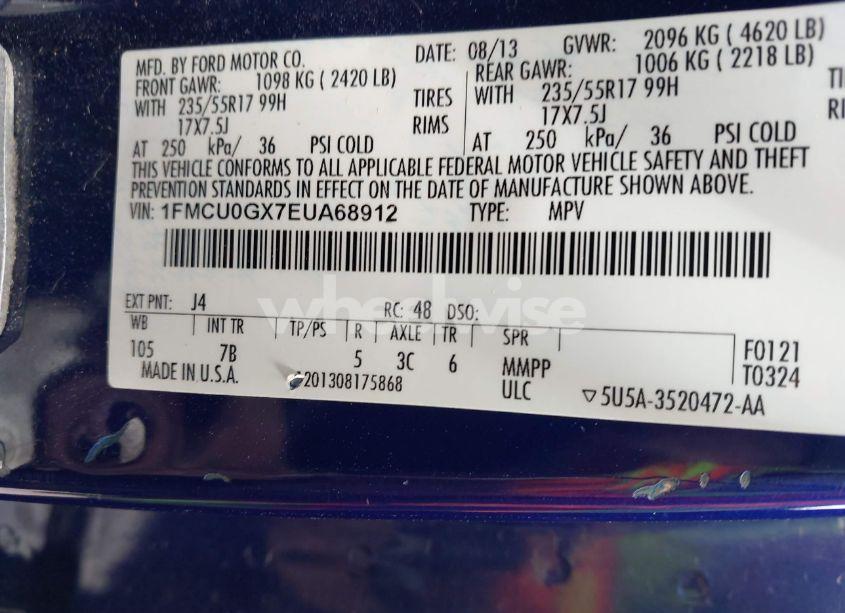 MFD. BY FORD MOTOR CO. DATE: 08/13 GVWR: 2096 KG ( 4620 LB)
FRONT GAWR: 1098 KG ( 2420 LB) REAR GAWR: 1006 KG ( 2218 LB)
WITH 235/55R17 99H TIRES WITH 235/55R17 99H TIRES
17X7.5J RIMS 17X7.5J
AT 250 kPa/ 36 PSI COLD AT 250 kPa/ 36 PSI COLD
THIS VEHICLE CONFORMS TO ALL APPLICABLE FEDERAL MOTOR VEHICLE SAFETY AND THEFT
PREVENTION STANDARDS IN EFFECT ON THE DATE OF MANUFACTURE SHOWN ABOVE.
VIN: 1FMCU0GX7EUA68912 TYPE: MPV
EXT PNT: J4 RC: 48 DSO:
wheelwise
WB INT TR TP/PS R AXLE TR SPR
105 7B 5 3C 6 MMPP F0121
MADE IN U.S.A. 201308175868 ULC T0324
▽5U5A-3520472-AA